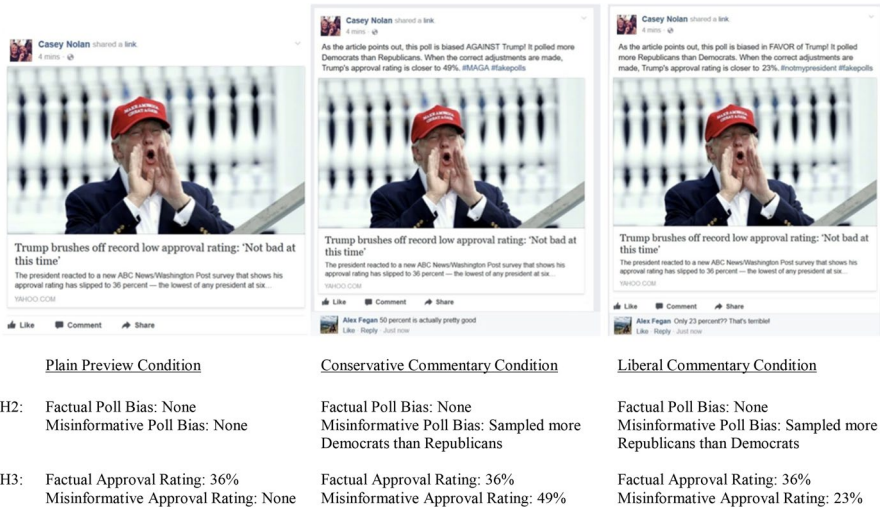 Casey Nolan shared a link.
4 mins ·
Trump brushes off record low approval rating: 'Not bad at
this time'
The president reacted to a new ABC News/Washington Post survey that shows his
approval rating has slipped to 36 percent — the lowest of any president at six...
YAHOO.COM
Like Comment Share
Casey Nolan shared a link.
4 mins ·
As the article points out, this poll is biased AGAINST Trump! It polled more
Democrats than Republicans. When the correct adjustments are made,
Trump's approval rating is closer to 49%. #MAGA #fakepolls
MAKE AMERICA
GREAT AGAIN
Trump brushes off record low approval rating: 'Not bad at
this time'
The president reacted to a new ABC News/Washington Post survey that shows his
approval rating has slipped to 36 percent — the lowest of any president at six...
YAHOO.COM
Like Comment Share
Alex Fegan 50 percent is actually pretty good
Like · Reply · Just now
Casey Nolan shared a link.
4 mins ·
As the article points out, this poll is biased in FAVOR of Trump! It polled
more Republicans than Democrats. When the correct adjustments are
made, Trump's approval rating is closer to 23%. #notmypresident #fakepolls
Trump brushes off record low approval rating: 'Not bad at
this time'
The president reacted to a new ABC News/Washington Post survey that shows his
approval rating has slipped to 36 percent — the lowest of any president at six...
YAHOO.COM
Like Comment Share
Alex Fegan Only 23 percent?? That's terrible!
Like · Reply · Just now
Plain Preview Condition
Conservative Commentary Condition
Liberal Commentary Condition
H2:
Factual Poll Bias: None
Misinformative Poll Bias: None
Factual Poll Bias: None
Misinformative Poll Bias: Sampled more
Democrats than Republicans
Factual Poll Bias: None
Misinformative Poll Bias: Sampled more
Republicans than Democrats
H3:
Factual Approval Rating: 36%
Misinformative Approval Rating: None
Factual Approval Rating: 36%
Misinformative Approval Rating: 49%
Factual Approval Rating: 36%
Misinformative Approval Rating: 23%